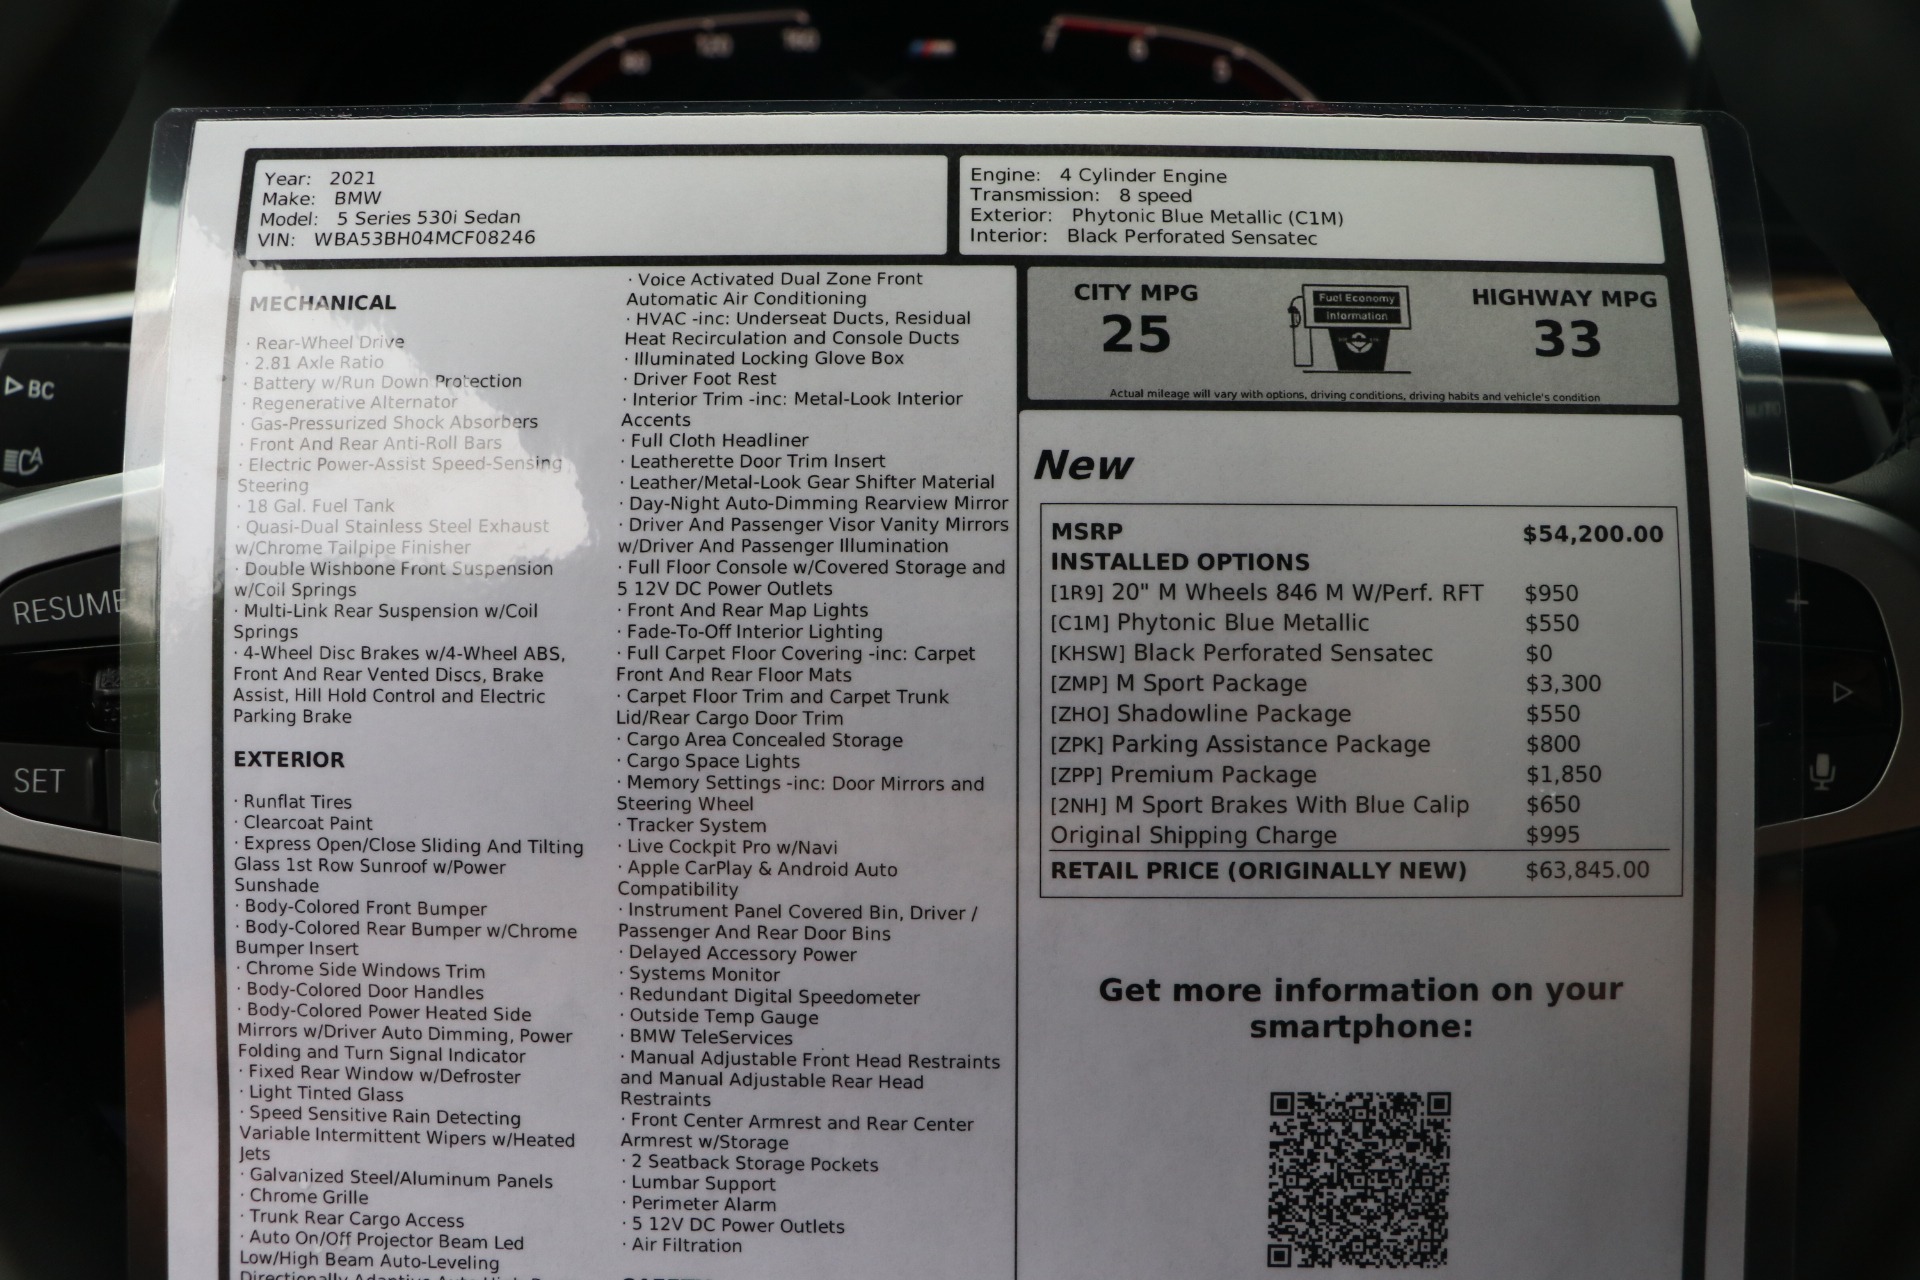 80 120 160 7 6 5
Year: 2021
Make: BMW
Model: 5 Series 530i Sedan
VIN: WBA53BH04MCF08246
Engine: 4 Cylinder Engine
Transmission: 8 speed
Exterior: Phytonic Blue Metallic (C1M)
Interior: Black Perforated Sensatec
MECHANICAL
· Rear-Wheel Drive
· 2.81 Axle Ratio
· Battery w/Run Down Protection
· Regenerative Alternator
· Gas-Pressurized Shock Absorbers
· Front And Rear Anti-Roll Bars
· Electric Power-Assist Speed-Sensing
Steering
· 18 Gal. Fuel Tank
· Quasi-Dual Stainless Steel Exhaust
w/Chrome Tailpipe Finisher
· Double Wishbone Front Suspension
w/Coil Springs
· Multi-Link Rear Suspension w/Coil
Springs
· 4-Wheel Disc Brakes w/4-Wheel ABS,
Front And Rear Vented Discs, Brake
Assist, Hill Hold Control and Electric
Parking Brake
EXTERIOR
· Runflat Tires
· Clearcoat Paint
· Express Open/Close Sliding And Tilting
Glass 1st Row Sunroof w/Power
Sunshade
· Body-Colored Front Bumper
· Body-Colored Rear Bumper w/Chrome
Bumper Insert
· Chrome Side Windows Trim
· Body-Colored Door Handles
· Body-Colored Power Heated Side
Mirrors w/Driver Auto Dimming, Power
Folding and Turn Signal Indicator
· Fixed Rear Window w/Defroster
· Light Tinted Glass
· Speed Sensitive Rain Detecting
Variable Intermittent Wipers w/Heated
Jets
· Galvanized Steel/Aluminum Panels
· Chrome Grille
· Trunk Rear Cargo Access
· Auto On/Off Projector Beam Led
Low/High Beam Auto-Leveling
· Voice Activated Dual Zone Front
Automatic Air Conditioning
· HVAC -inc: Underseat Ducts, Residual
Heat Recirculation and Console Ducts
· Illuminated Locking Glove Box
· Driver Foot Rest
· Interior Trim -inc: Metal-Look Interior
Accents
· Full Cloth Headliner
· Leatherette Door Trim Insert
· Leather/Metal-Look Gear Shifter Material
· Day-Night Auto-Dimming Rearview Mirror
· Driver And Passenger Visor Vanity Mirrors
w/Driver And Passenger Illumination
· Full Floor Console w/Covered Storage and
5 12V DC Power Outlets
· Front And Rear Map Lights
· Fade-To-Off Interior Lighting
· Full Carpet Floor Covering -inc: Carpet
Front And Rear Floor Mats
· Carpet Floor Trim and Carpet Trunk
Lid/Rear Cargo Door Trim
· Cargo Area Concealed Storage
· Cargo Space Lights
· Memory Settings -inc: Door Mirrors and
Steering Wheel
· Tracker System
· Live Cockpit Pro w/Navi
· Apple CarPlay & Android Auto
Compatibility
· Instrument Panel Covered Bin, Driver /
Passenger And Rear Door Bins
· Delayed Accessory Power
· Systems Monitor
· Redundant Digital Speedometer
· Outside Temp Gauge
· BMW TeleServices
· Manual Adjustable Front Head Restraints
and Manual Adjustable Rear Head
Restraints
· Front Center Armrest and Rear Center
Armrest w/Storage
· 2 Seatback Storage Pockets
· Lumbar Support
· Perimeter Alarm
· 5 12V DC Power Outlets
· Air Filtration
CITY MPG
25
Fuel Economy
Information
HIGHWAY MPG
33
Actual mileage will vary with options, driving conditions, driving habits and vehicle's condition
New
MSRP $54,200.00
INSTALLED OPTIONS
[1R9] 20" M Wheels 846 M W/Perf. RFT $950
[C1M] Phytonic Blue Metallic $550
[KHSW] Black Perforated Sensatec $0
[ZMP] M Sport Package $3,300
[ZHO] Shadowline Package $550
[ZPK] Parking Assistance Package $800
[ZPP] Premium Package $1,850
[2NH] M Sport Brakes With Blue Calip $650
Original Shipping Charge $995
RETAIL PRICE (ORIGINALLY NEW) $63,845.00
Get more information on your
smartphone:
BC
RESUME
SET